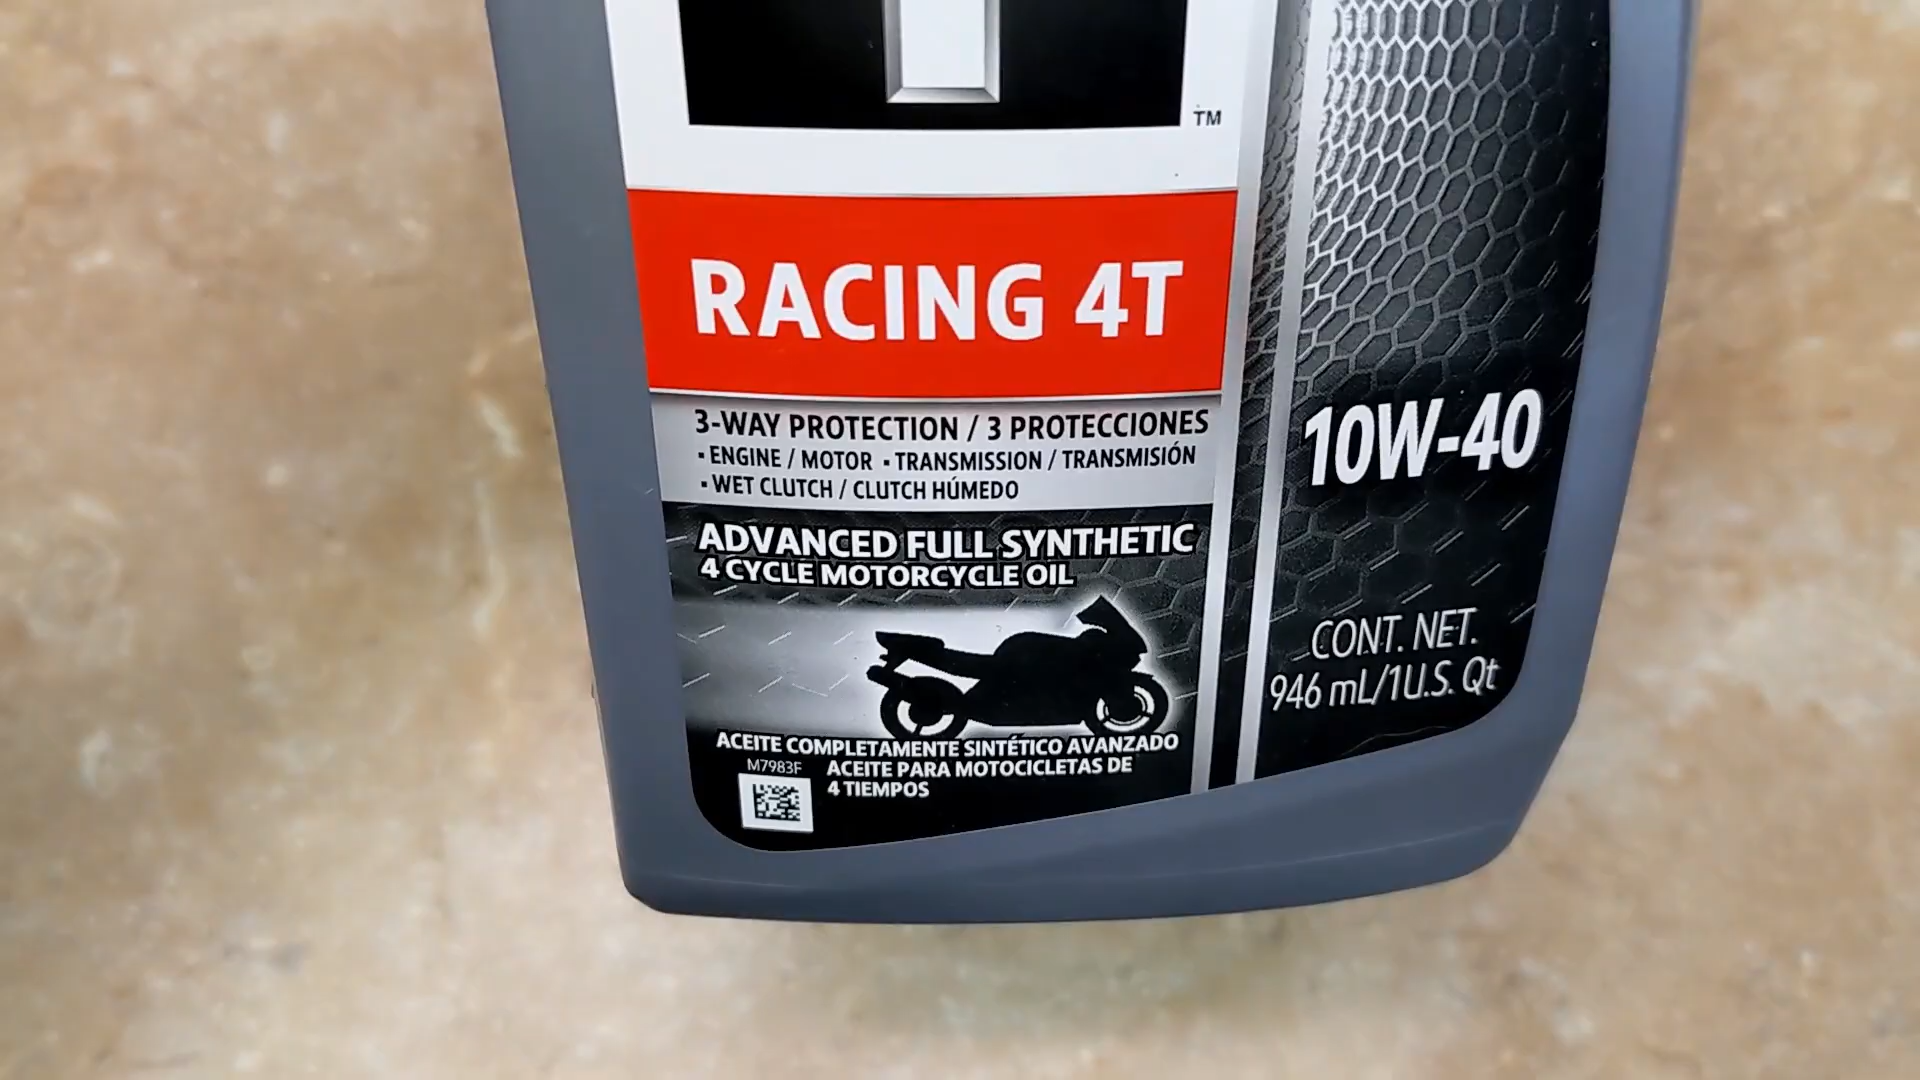 TM
RACING 4T
3-WAY PROTECTION / 3 PROTECCIONES
▪ ENGINE / MOTOR ▪ TRANSMISSION / TRANSMISIÓN
▪ WET CLUTCH / CLUTCH HÚMEDO
ADVANCED FULL SYNTHETIC
4 CYCLE MOTORCYCLE OIL
ACEITE COMPLETAMENTE SINTÉTICO AVANZADO
M7983F
ACEITE PARA MOTOCICLETAS DE
4 TIEMPOS
10W-40
CONT. NET.
946 mL/1U.S. Qt